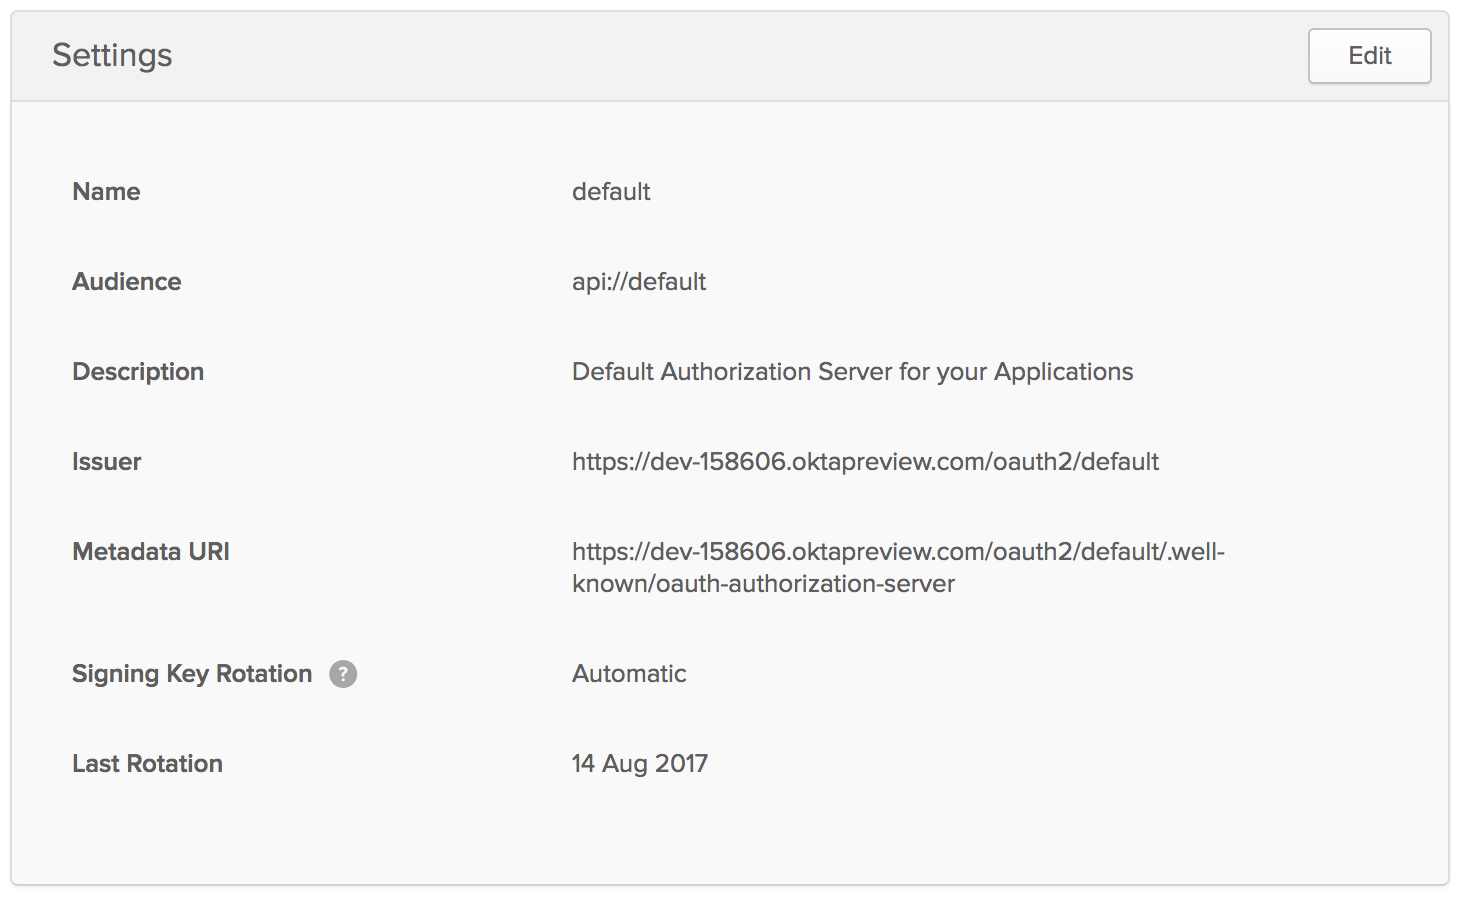 Settings
Edit
Name
default
Audience
api://default
Description
Default Authorization Server for your Applications
Issuer
https://dev-158606.oktapreview.com/oauth2/default
Metadata URI
https://dev-158606.oktapreview.com/oauth2/default/.well-
known/oauth-authorization-server
Signing Key Rotation ?
Automatic
Last Rotation
14 Aug 2017